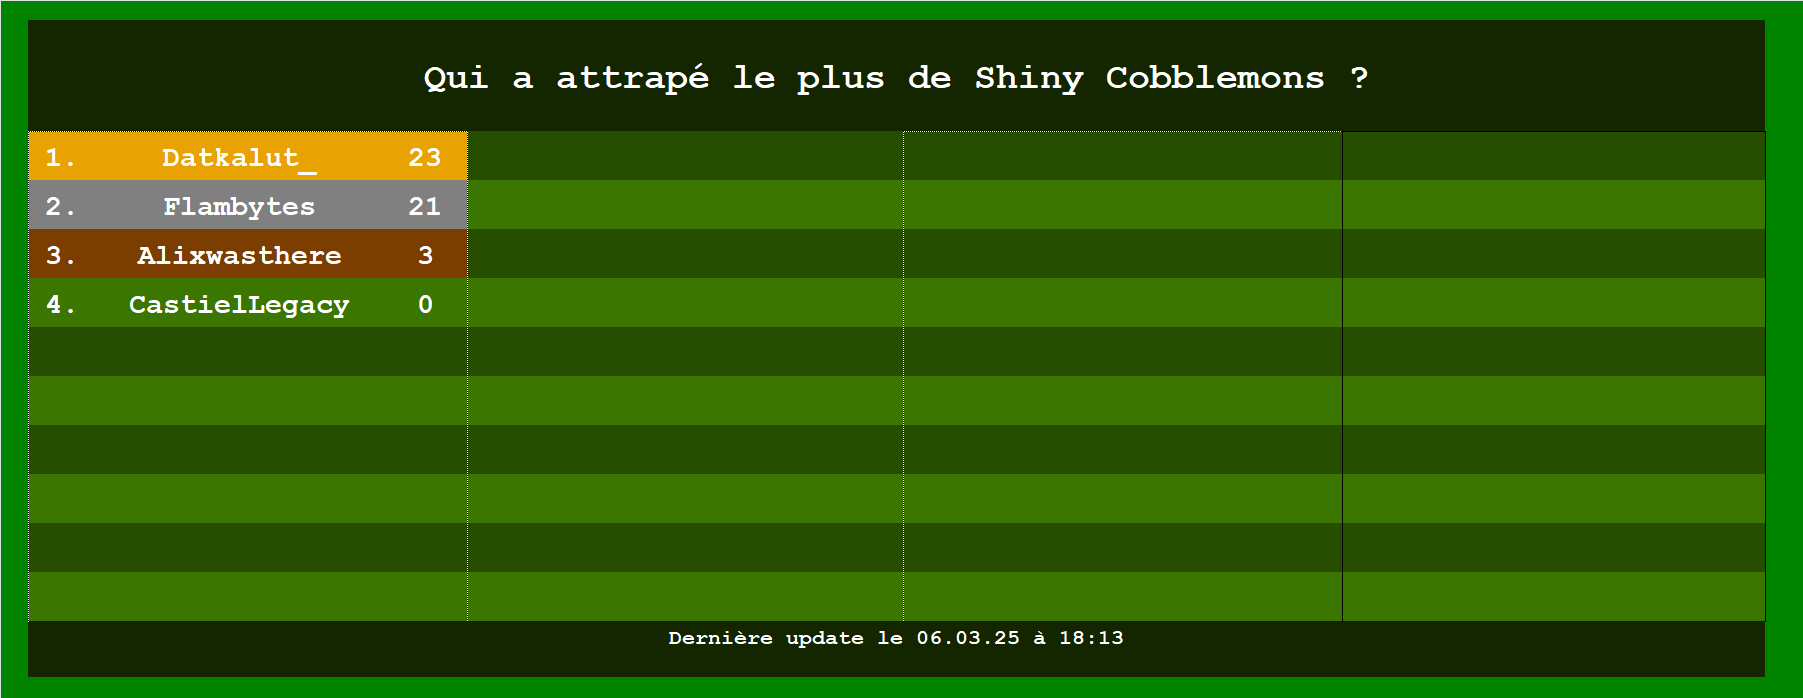 Qui a attrapé le plus de Shiny Cobblemons ?
1. Datkalut_ 23
2. Flambytes 21
3. Alixwasthere 3
4. CastielLegacy 0
Dernière update le 06.03.25 à 18:13